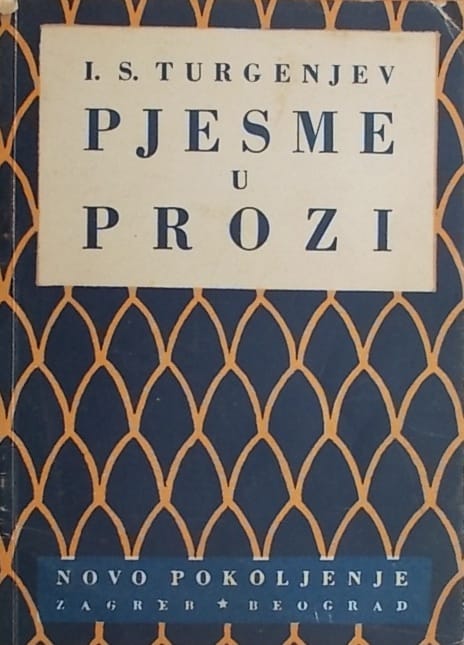 I. S. TURGENJEV
PJESME
U
PROZI
NOVO POKOLJENJE
ZAGREB ★ BEOGRAD